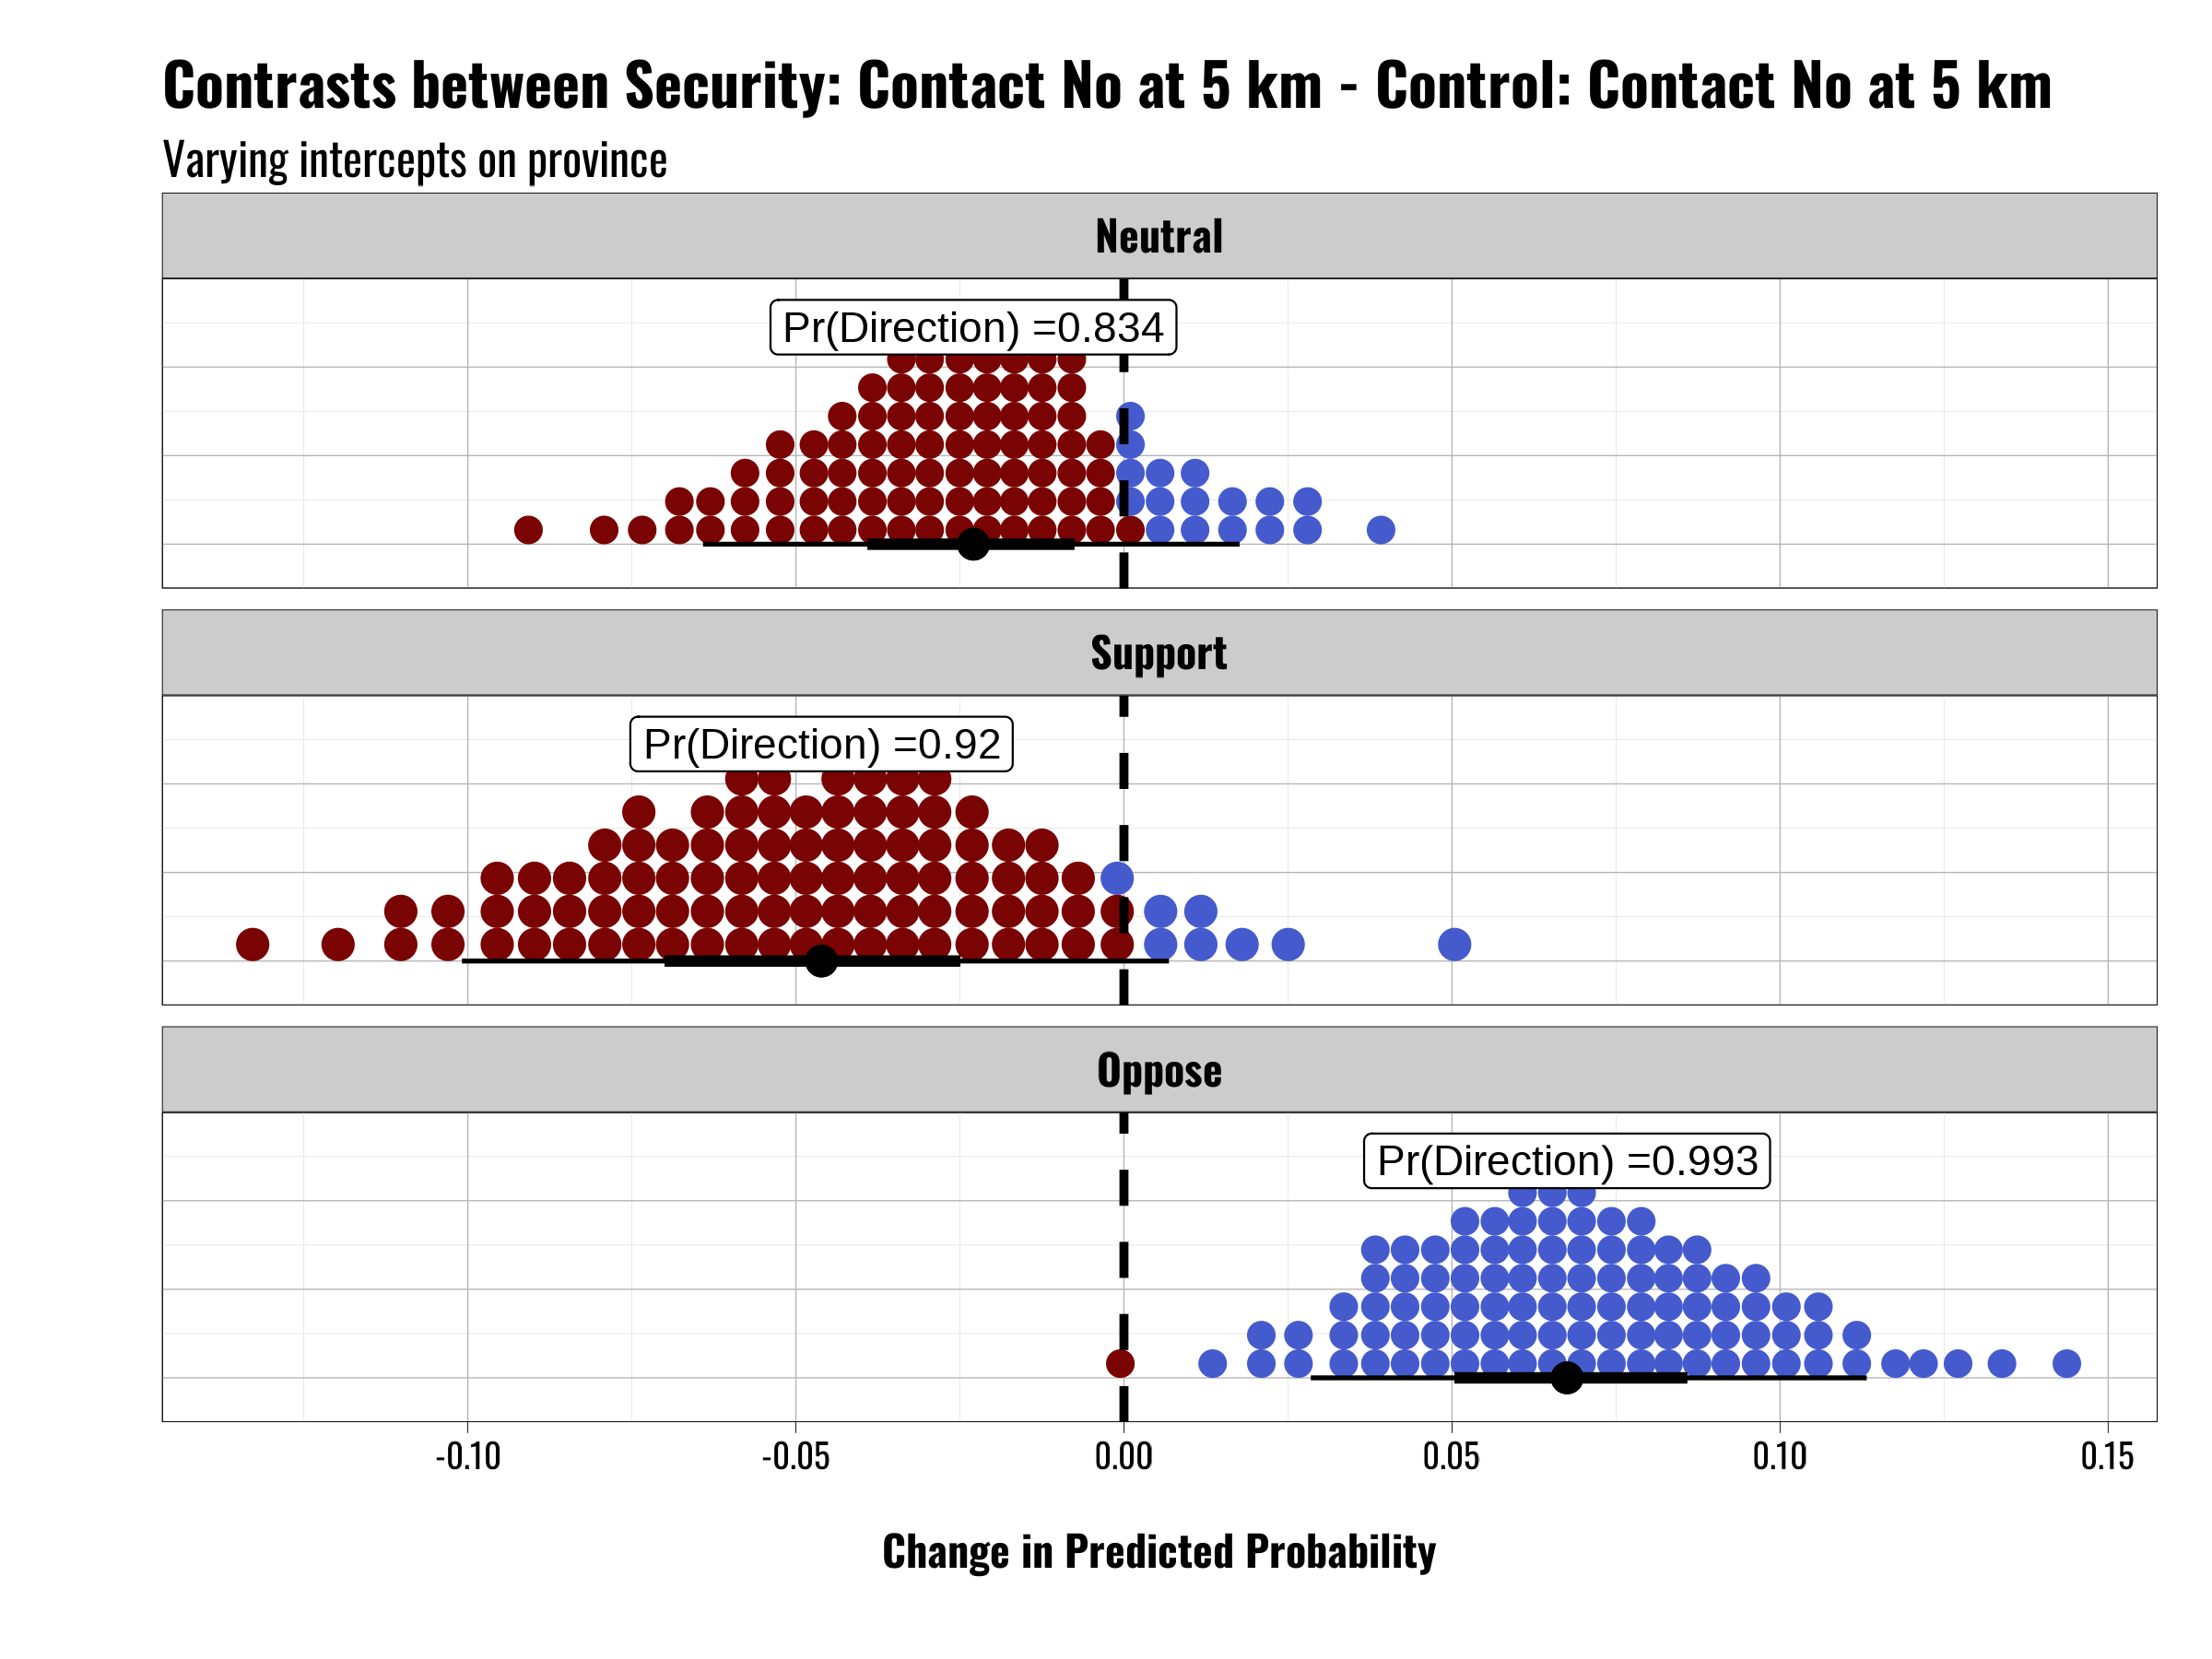 Contrasts between Security: Contact No at 5 km - Control: Contact No at 5 km
Varying intercepts on province
Neutral
Pr(Direction) =0.834
Support
Pr(Direction) =0.92
Oppose
Pr(Direction) =0.993
-0.10 -0.05 0.00 0.05 0.10 0.15
Change in Predicted Probability